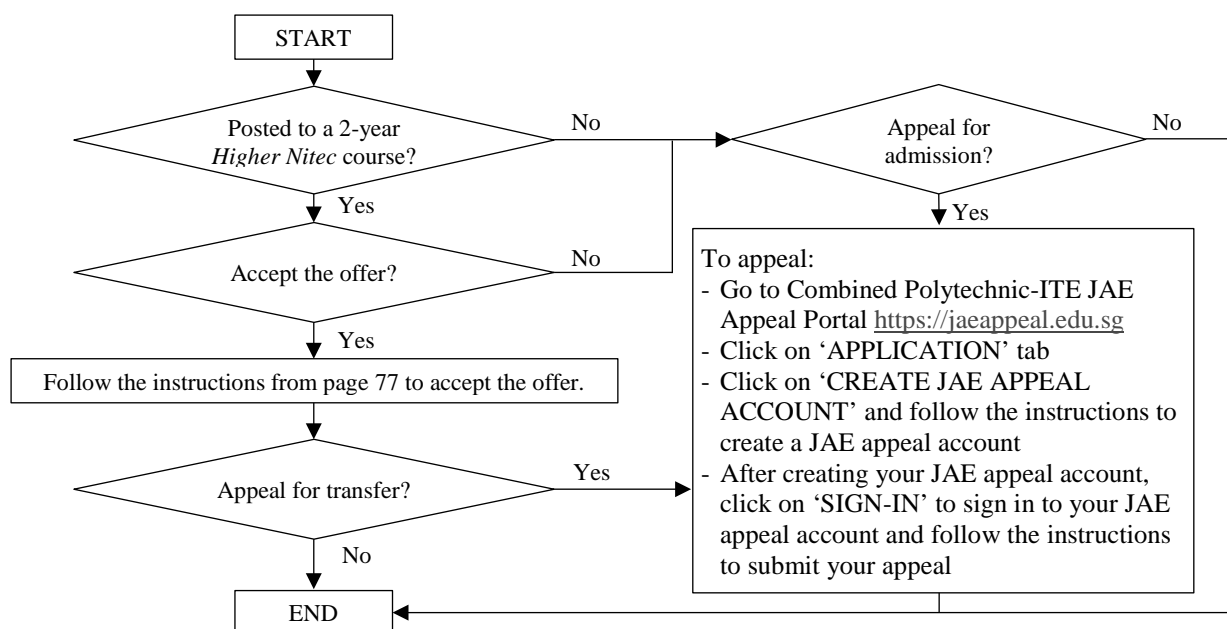 START
Posted to a 2-year
Higher Nitec course?
No
Yes
Accept the offer?
No
Yes
Follow the instructions from page 77 to accept the offer.
Appeal for transfer?
Yes
No
END
Appeal for
admission?
No
Yes
To appeal:
- Go to Combined Polytechnic-ITE JAE
Appeal Portal https://jaeappeal.edu.sg
- Click on ‘APPLICATION’ tab
- Click on ‘CREATE JAE APPEAL
ACCOUNT’ and follow the instructions to
create a JAE appeal account
- After creating your JAE appeal account,
click on ‘SIGN-IN’ to sign in to your JAE
appeal account and follow the instructions
to submit your appeal